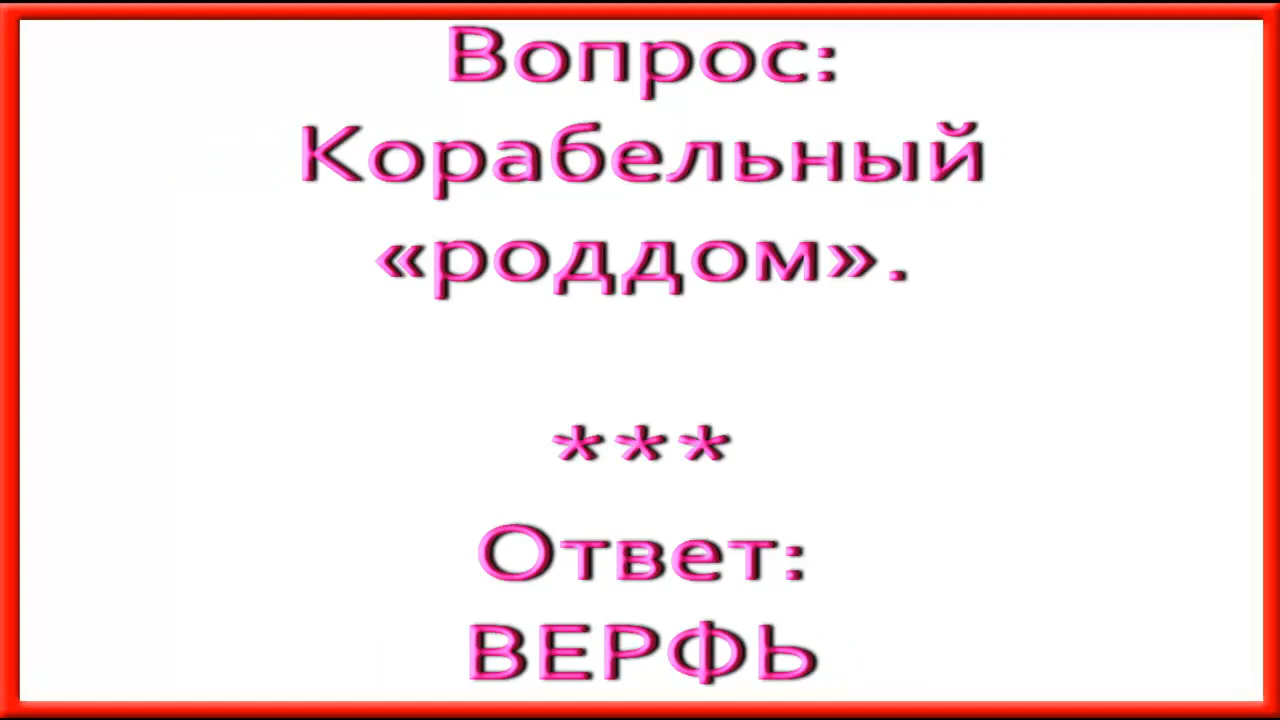 Вопрос:
Корабельный
«роддом».
***
Ответ:
ВЕРФЬ